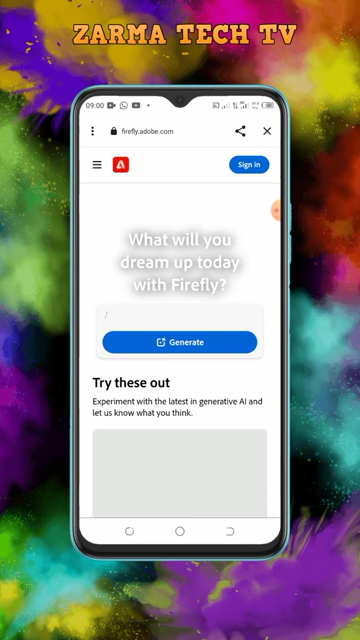 ZARMA TECH TV
09:00
firefly.adobe.com
Sign in
What will you
dream up today
with Firefly?
/
Generate
Try these out
Experiment with the latest in generative AI and
let us know what you think.